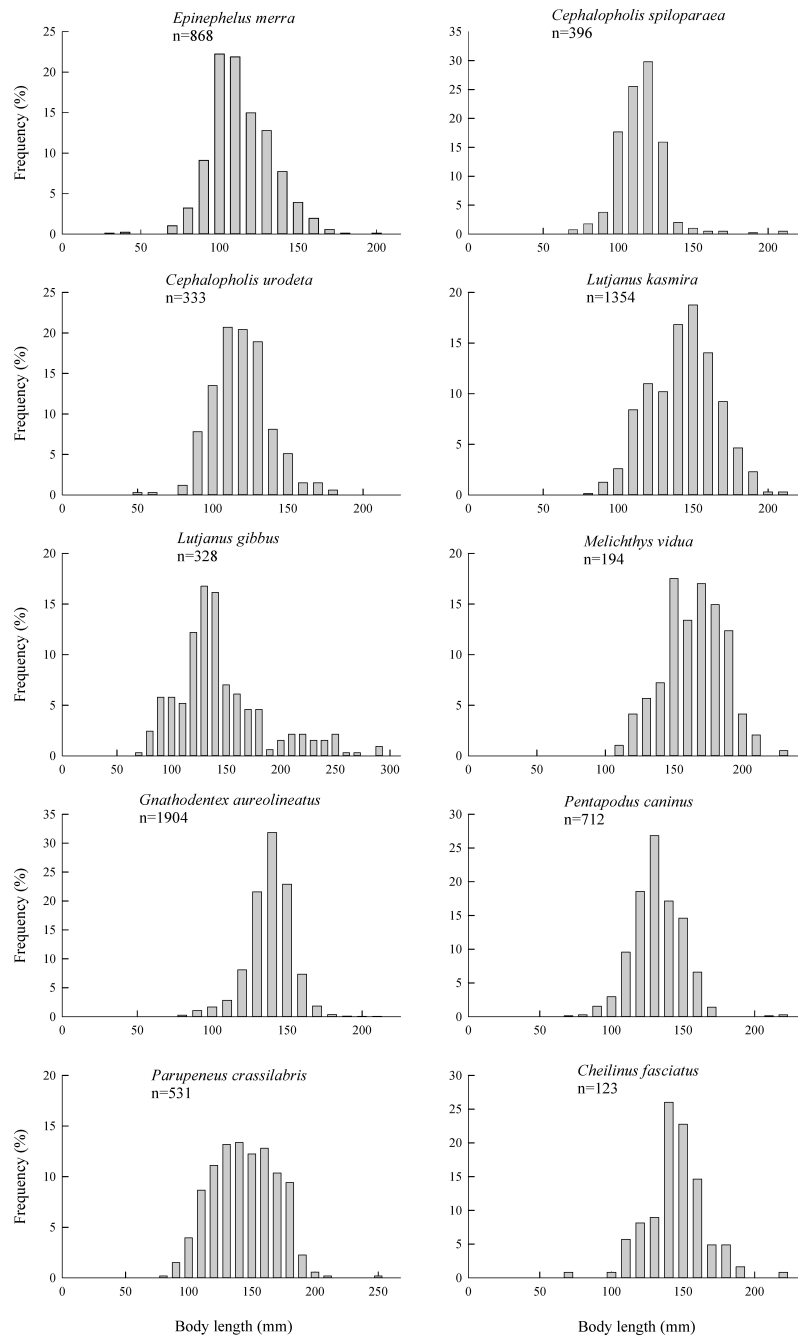 Epinephelus merra
n=868
Frequency (%)
25
20
15
10
5
0
0 50 100 150 200
Cephalopholis spiloparaea
n=396
35
30
25
20
15
10
5
0
0 50 100 150 200
Cephalopholis urodeta
n=333
Frequency (%)
25
20
15
10
5
0
0 50 100 150 200
Lutjanus kasmira
n=1354
20
15
10
5
0
0 50 100 150 200
Lutjanus gibbus
n=328
Frequency (%)
20
15
10
5
0
0 50 100 150 200 250 300
Melichthys vidua
n=194
20
15
10
5
0
0 50 100 150 200
Gnathodentex aureolineatus
n=1904
Frequency (%)
35
30
25
20
15
10
5
0
0 50 100 150 200
Pentapodus caninus
n=712
30
25
20
15
10
5
0
0 50 100 150 200
Parupeneus crassilabris
n=531
Frequency (%)
20
15
10
5
0
0 50 100 150 200 250
Body length (mm)
Cheilinus fasciatus
n=123
30
25
20
15
10
5
0
0 50 100 150 200
Body length (mm)